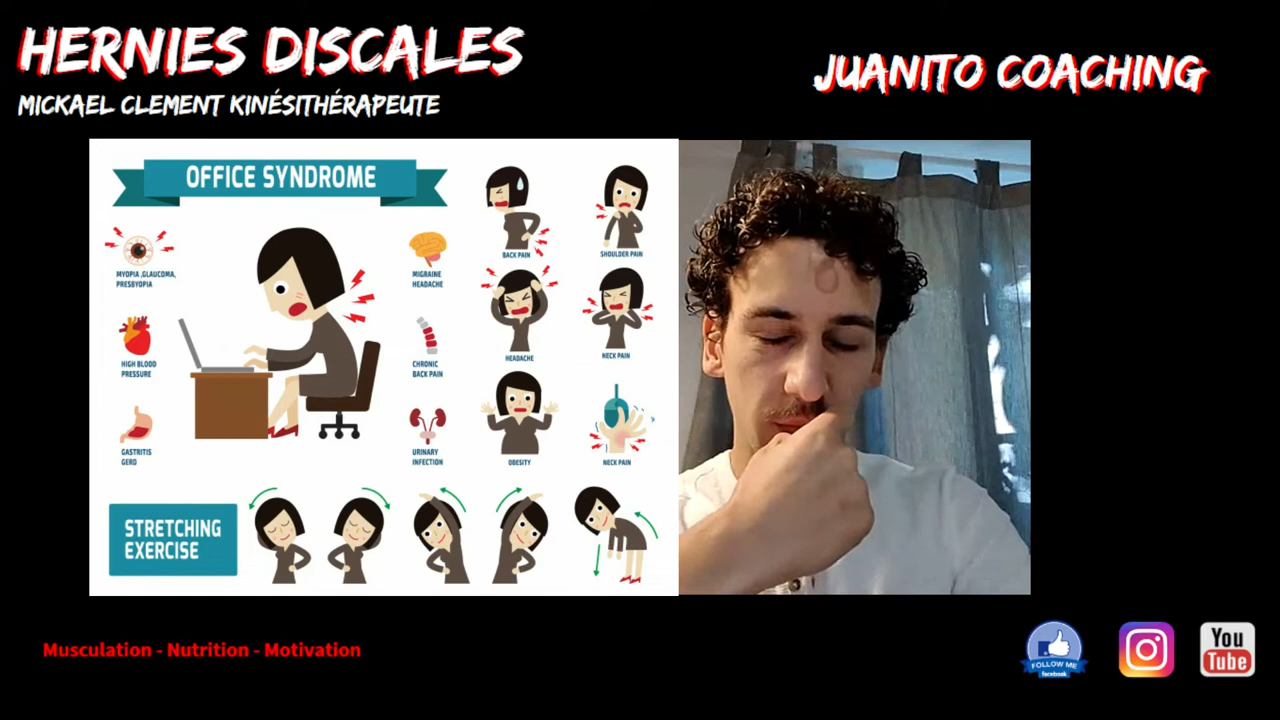 HERNIES DISCALES
MICKAEL CLEMENT KINÉSITHÉRAPEUTE
JUANITO COACHING
OFFICE SYNDROME
MYOPIA ,GLAUCOMA,
PRESBYOPIA
HIGH BLOOD
PRESSURE
GASTRITIS
GERD
MIGRAINE
HEADACHE
CHRONIC
BACK PAIN
URINARY
INFECTION
BACK PAIN
SHOULDER PAIN
HEADACHE
NECK PAIN
OBESITY
NECK PAIN
STRETCHING
EXERCISE
Musculation - Nutrition - Motivation
FOLLOW ME
facebook
You
Tube